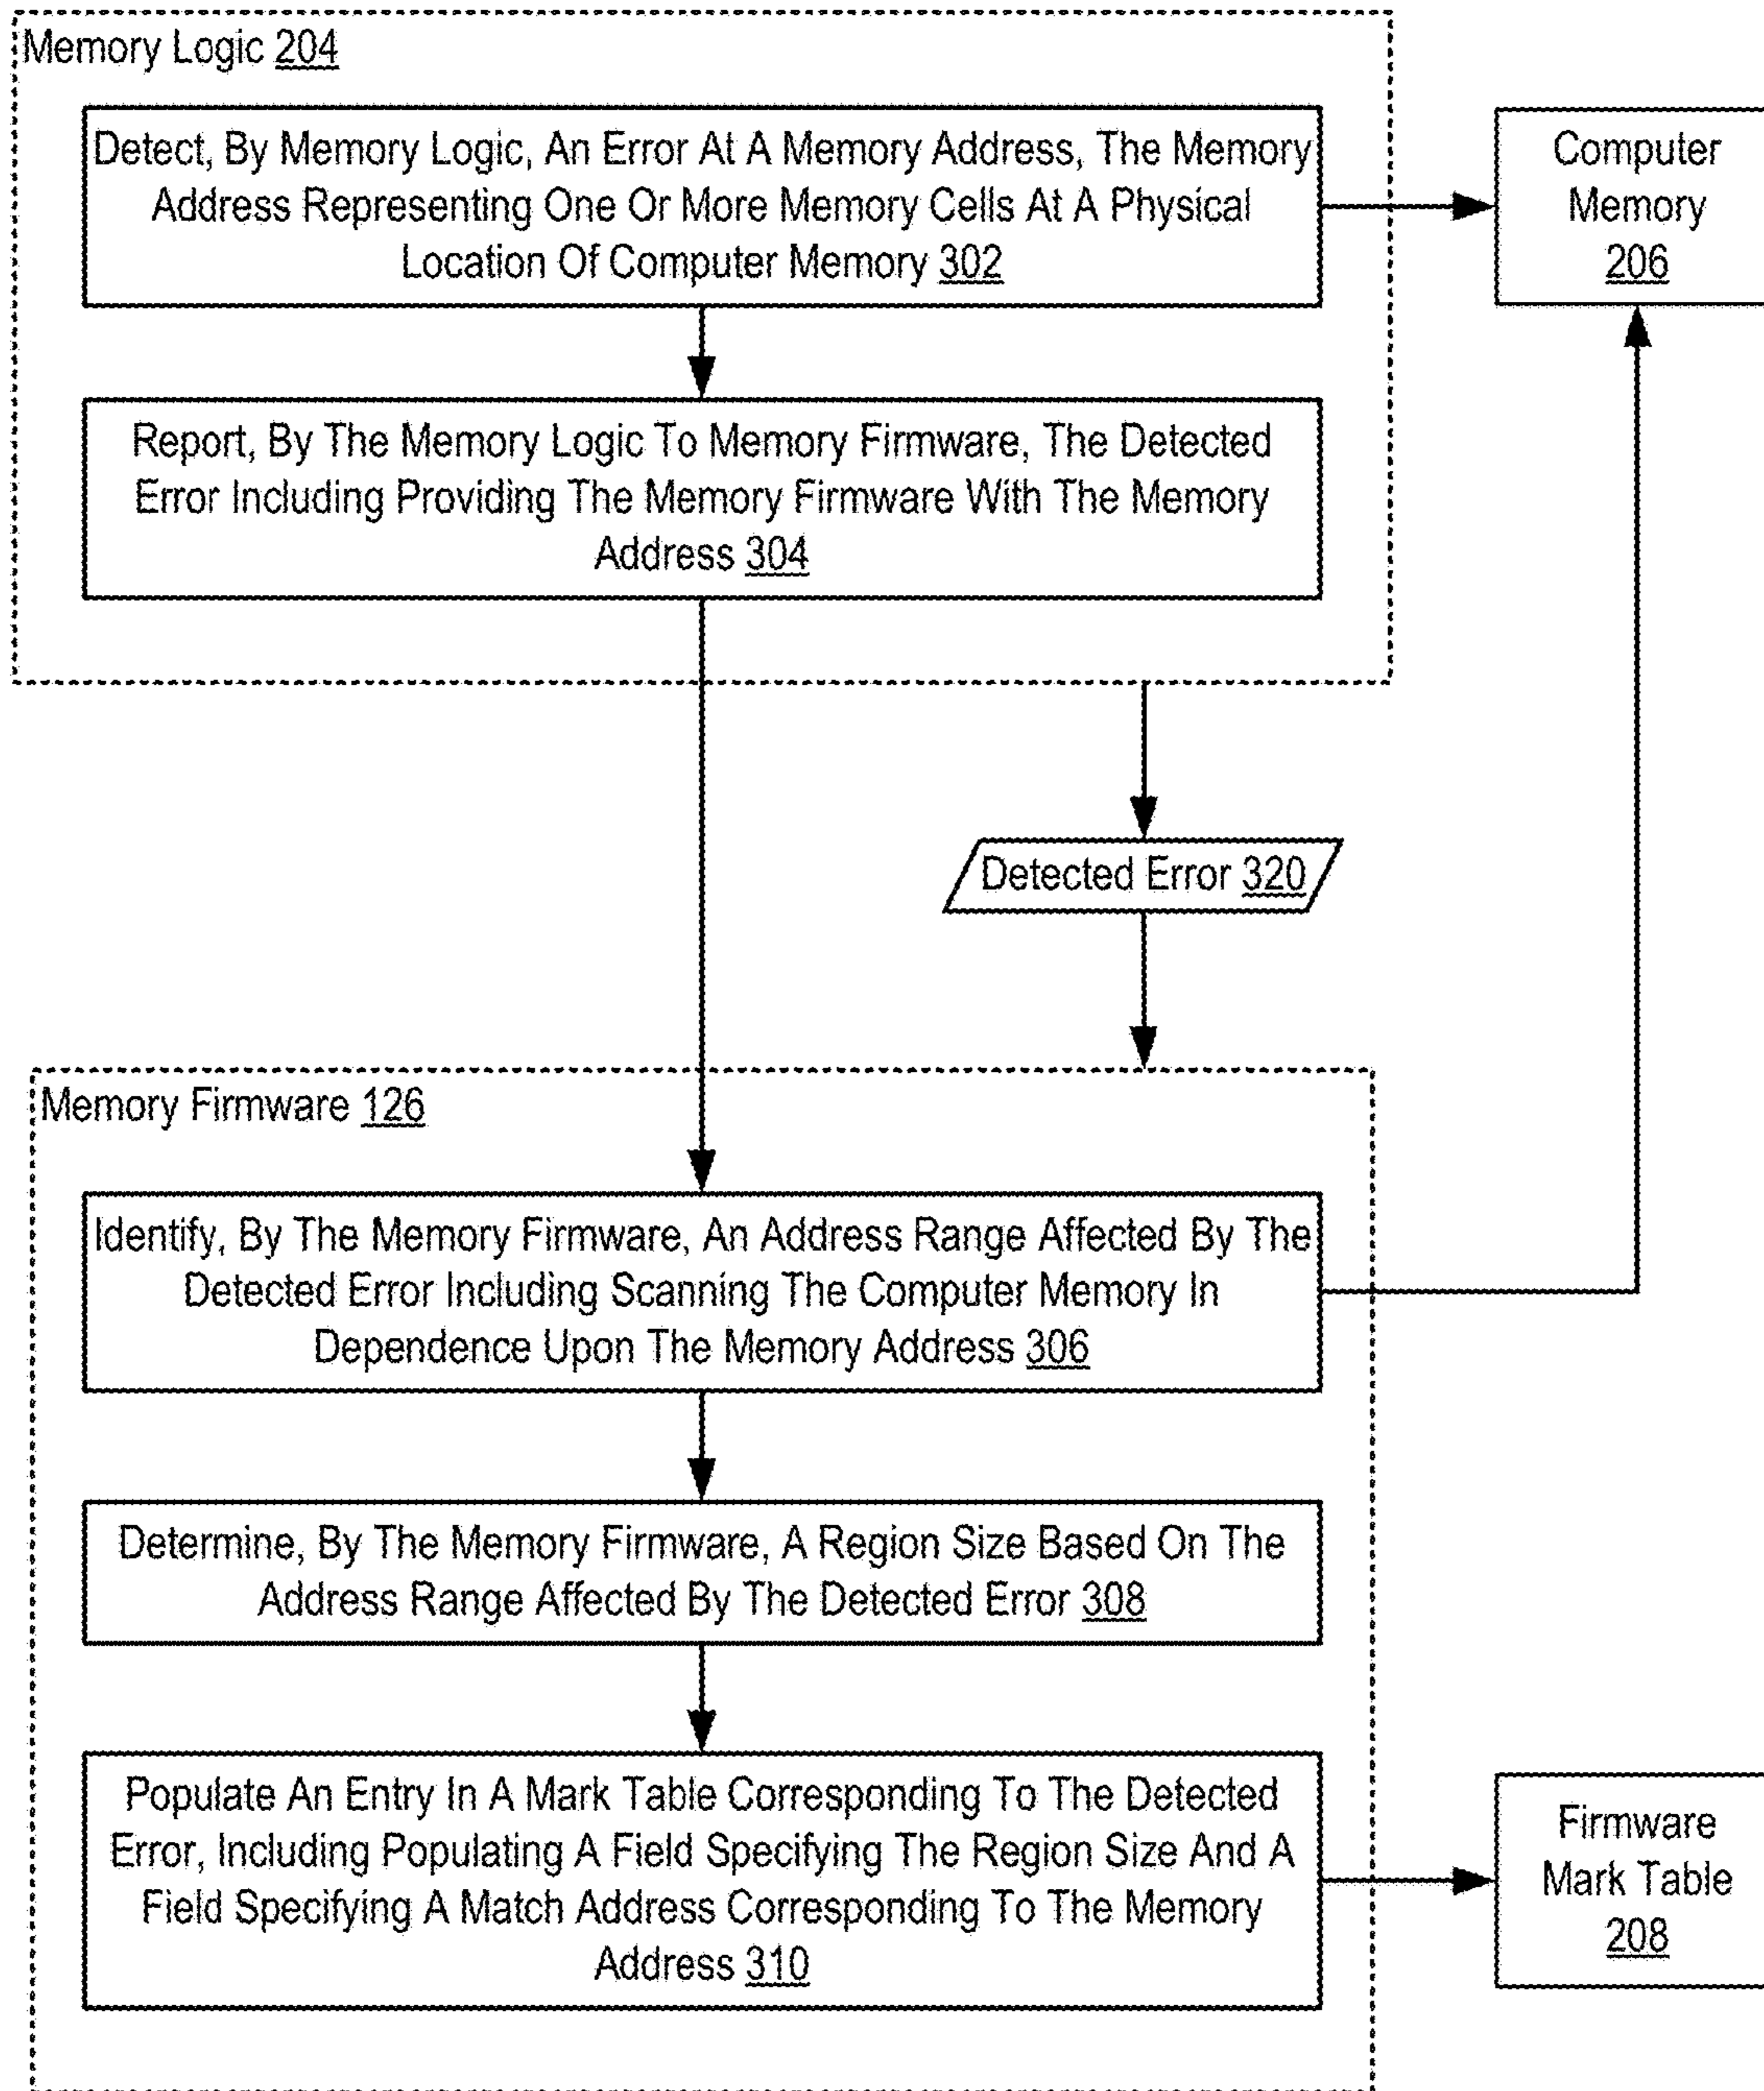 Memory Logic 204
Detect, By Memory Logic, An Error At A Memory Address, The Memory
Address Representing One Or More Memory Cells At A Physical
Location Of Computer Memory 302
Computer
Memory
206
Report, By The Memory Logic To Memory Firmware, The Detected
Error Including Providing The Memory Firmware With The Memory
Address 304
Detected Error 320
Memory Firmware 126
Identify, By The Memory Firmware, An Address Range Affected By The
Detected Error Including Scanning The Computer Memory In
Dependence Upon The Memory Address 306
Determine, By The Memory Firmware, A Region Size Based On The
Address Range Affected By The Detected Error 308
Populate An Entry In A Mark Table Corresponding To The Detected
Error, Including Populating A Field Specifying The Region Size And A
Field Specifying A Match Address Corresponding To The Memory
Address 310
Firmware
Mark Table
208